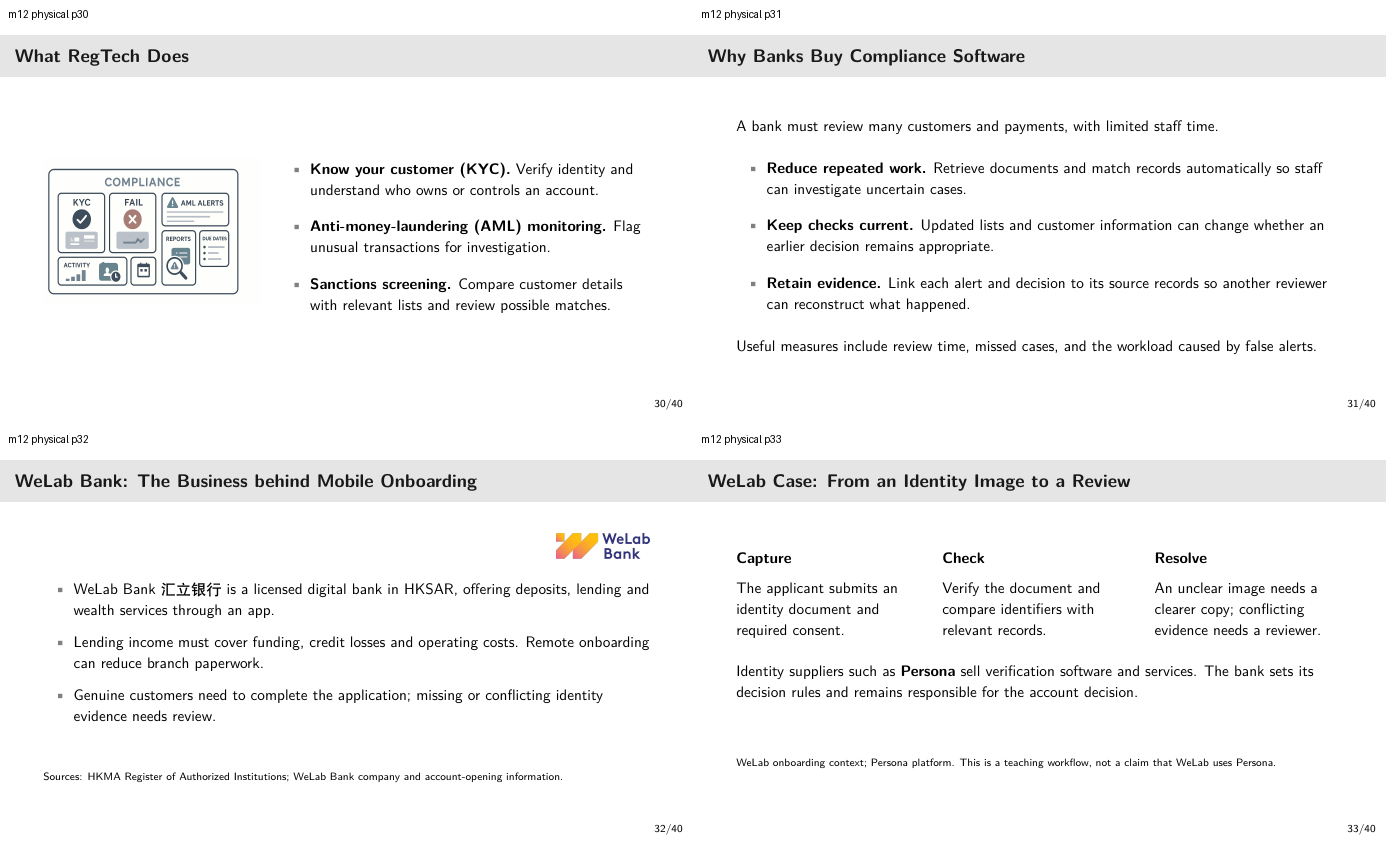 m12 physical p30
What RegTech Does
COMPLIANCE
KYC
FAIL
AML ALERTS
REPORTS
DUE DATES
ACTIVITY
Know your customer (KYC). Verify identity and
understand who owns or controls an account.
Anti-money-laundering (AML) monitoring. Flag
unusual transactions for investigation.
Sanctions screening. Compare customer details
with relevant lists and review possible matches.
30/40
m12 physical p31
Why Banks Buy Compliance Software
A bank must review many customers and payments, with limited staff time.
Reduce repeated work. Retrieve documents and match records automatically so staff
can investigate uncertain cases.
Keep checks current. Updated lists and customer information can change whether an
earlier decision remains appropriate.
Retain evidence. Link each alert and decision to its source records so another reviewer
can reconstruct what happened.
Useful measures include review time, missed cases, and the workload caused by false alerts.
31/40
m12 physical p32
WeLab Bank: The Business behind Mobile Onboarding
WeLab
Bank
WeLab Bank 汇立银行 is a licensed digital bank in HKSAR, offering deposits, lending and
wealth services through an app.
Lending income must cover funding, credit losses and operating costs. Remote onboarding
can reduce branch paperwork.
Genuine customers need to complete the application; missing or conflicting identity
evidence needs review.
Sources: HKMA Register of Authorized Institutions; WeLab Bank company and account-opening information.
32/40
m12 physical p33
WeLab Case: From an Identity Image to a Review
Capture
The applicant submits an
identity document and
required consent.
Check
Verify the document and
compare identifiers with
relevant records.
Resolve
An unclear image needs a
clearer copy; conflicting
evidence needs a reviewer.
Identity suppliers such as Persona sell verification software and services. The bank sets its
decision rules and remains responsible for the account decision.
WeLab onboarding context; Persona platform. This is a teaching workflow, not a claim that WeLab uses Persona.
33/40